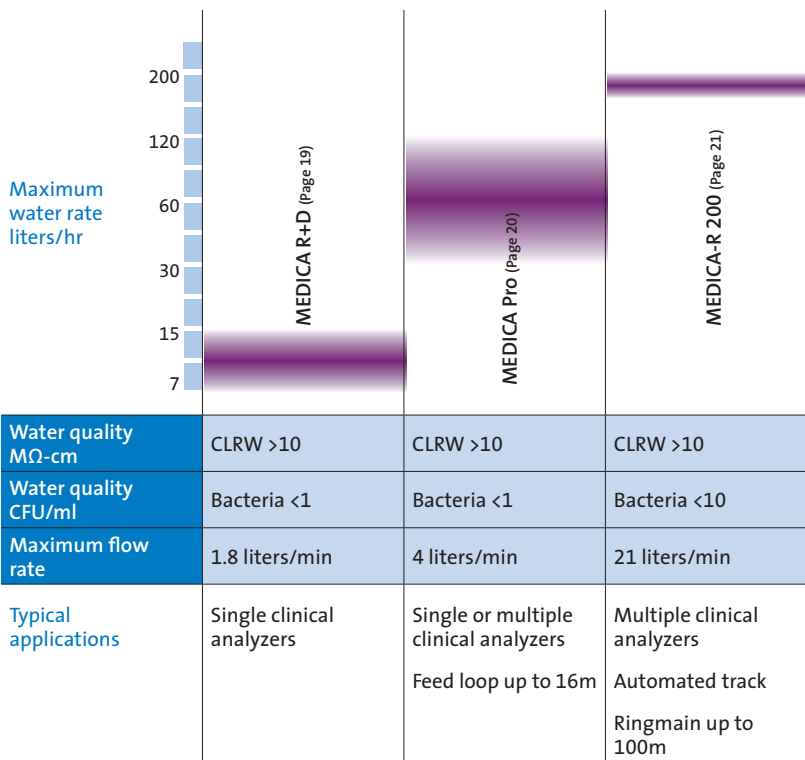 200
120
60
30
15
7
Maximum
water rate
liters/hr
MEDICA R+D (Page 19)
MEDICA Pro (Page 20)
MEDICA-R 200 (Page 21)
Water quality
MΩ-cm
CLRW >10
CLRW >10
CLRW >10
Water quality
CFU/ml
Bacteria <1
Bacteria <1
Bacteria <10
Maximum flow
rate
1.8 liters/min
4 liters/min
21 liters/min
Typical
applications
Single clinical
analyzers
Single or multiple
clinical analyzers
Feed loop up to 16m
Multiple clinical
analyzers
Automated track
Ringmain up to
100m